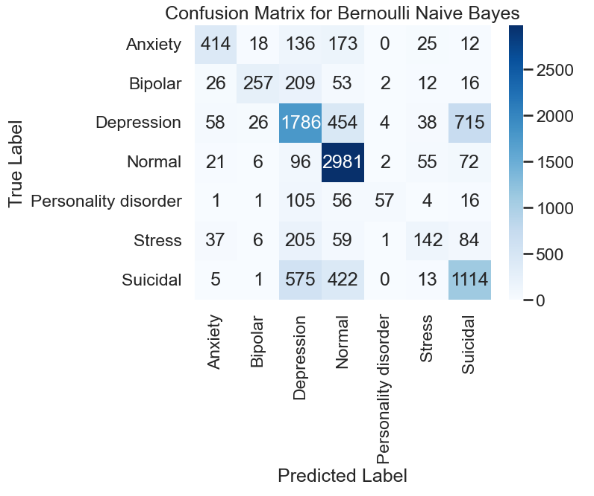 Confusion Matrix for Bernoulli Naive Bayes
True Label
Anxiety 414 18 136 173 0 25 12
Bipolar 26 257 209 53 2 12 16
Depression 58 26 1786 454 4 38 715
Normal 21 6 96 2981 2 55 72
Personality disorder 1 1 105 56 57 4 16
Stress 37 6 205 59 1 142 84
Suicidal 5 1 575 422 0 13 1114
Anxiety Bipolar Depression Normal Personality disorder Stress Suicidal
Predicted Label
2500
2000
1500
1000
500
0